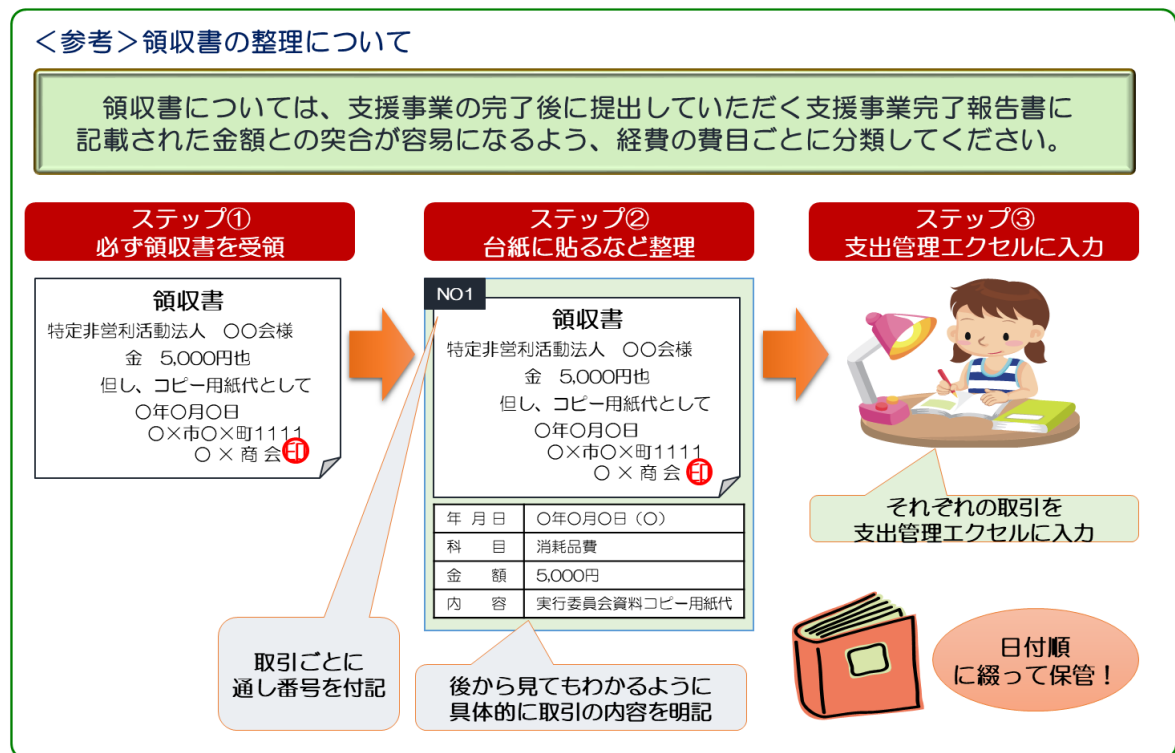 ＜参考＞領収書の整理について
領収書については、支援事業の完了後に提出していただく支援事業完了報告書に
記載された金額との突合が容易になるよう、経費の費目ごとに分類してください。
ステップ①
必ず領収書を受領
領収書
特定非営利活動法人　〇〇会様
金　5,000円也
但し、コピー用紙代として
〇年〇月〇日
〇×市〇×町1111
〇 × 商 会 印
ステップ②
台紙に貼るなど整理
NO1
領収書
特定非営利活動法人　〇〇会様
金　5,000円也
但し、コピー用紙代として
〇年〇月〇日
〇×市〇×町1111
〇 × 商 会 印
年 月 日　〇年〇月〇日（〇）
科　　目　消耗品費
金　　額　5,000円
内　　容　実行委員会資料コピー用紙代
取引ごとに
通し番号を付記
後から見てもわかるように
具体的に取引の内容を明記
ステップ③
支出管理エクセルに入力
それぞれの取引を
支出管理エクセルに入力
日付順
に綴って保管！